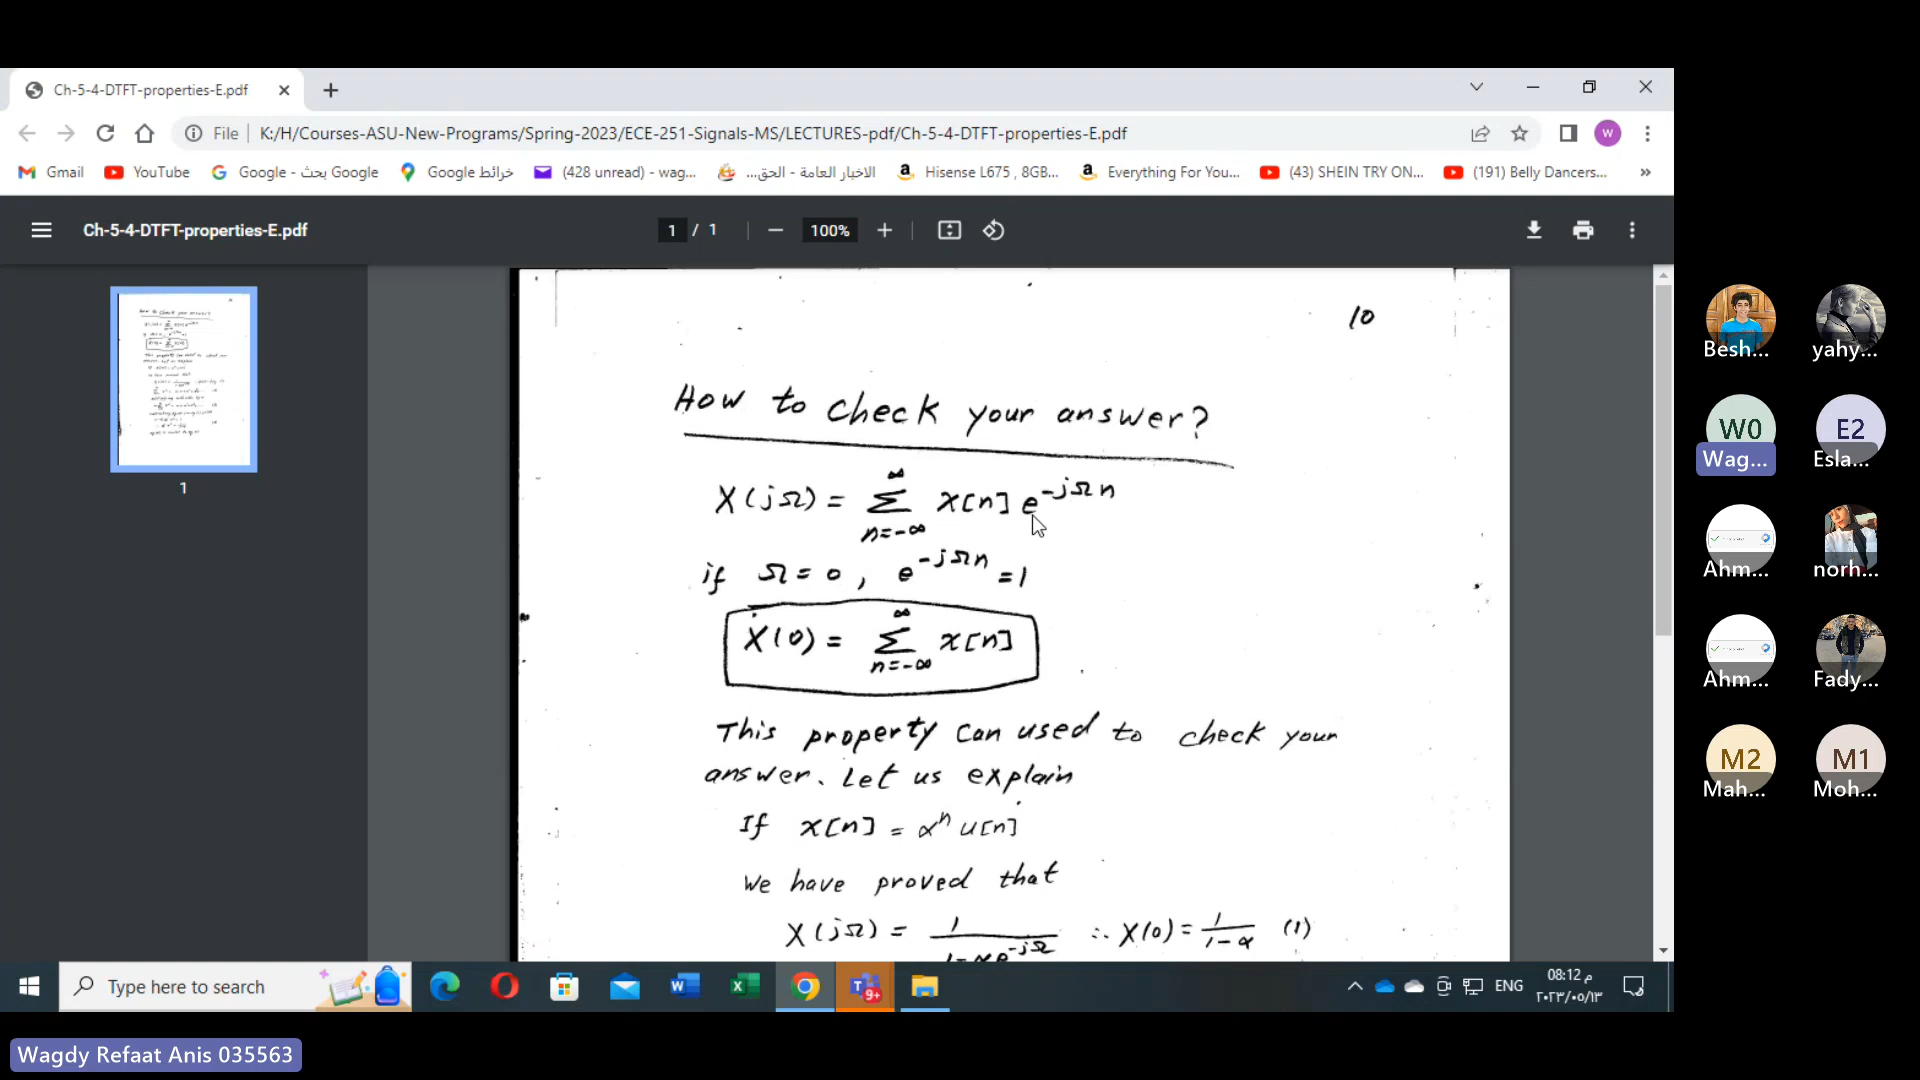 Ch-5-4-DTFT-properties-E.pdf
File K:/H/Courses-ASU-New-Programs/Spring-2023/ECE-251-Signals-MS/LECTURES-pdf/Ch-5-4-DTFT-properties-E.pdf
W
Gmail YouTube Google - بحث Google Google خرائط (428 unread) - wag... الاخبار العامة - الحق... Hisense L675 , 8GB... Everything For You... (43) SHEIN TRY ON... (191) Belly Dancers... »
Ch-5-4-DTFT-properties-E.pdf 1 / 1 100%
1
10
How to check your answer?
X(jΩ) = ∞∑n=-∞ x[n] e^-jΩn
if Ω = 0 , e^-jΩn = 1
X(0) = ∞∑n=-∞ x[n]
This property can used to check your
answer. Let us explain
If x[n] = α^n u[n]
We have proved that
X(jΩ) = 1/(1-αe^-jΩ) ∴ X(0) = 1/(1-α) (1)
Besh... yahy...
W0 E2
Wag... Esla...
Ahm... norh...
Ahm... Fady...
M2 M1
Mah... Moh...
Type here to search
9+
ENG
08:12 م
٢٠٢٣/٠٥/١٣
Wagdy Refaat Anis 035563